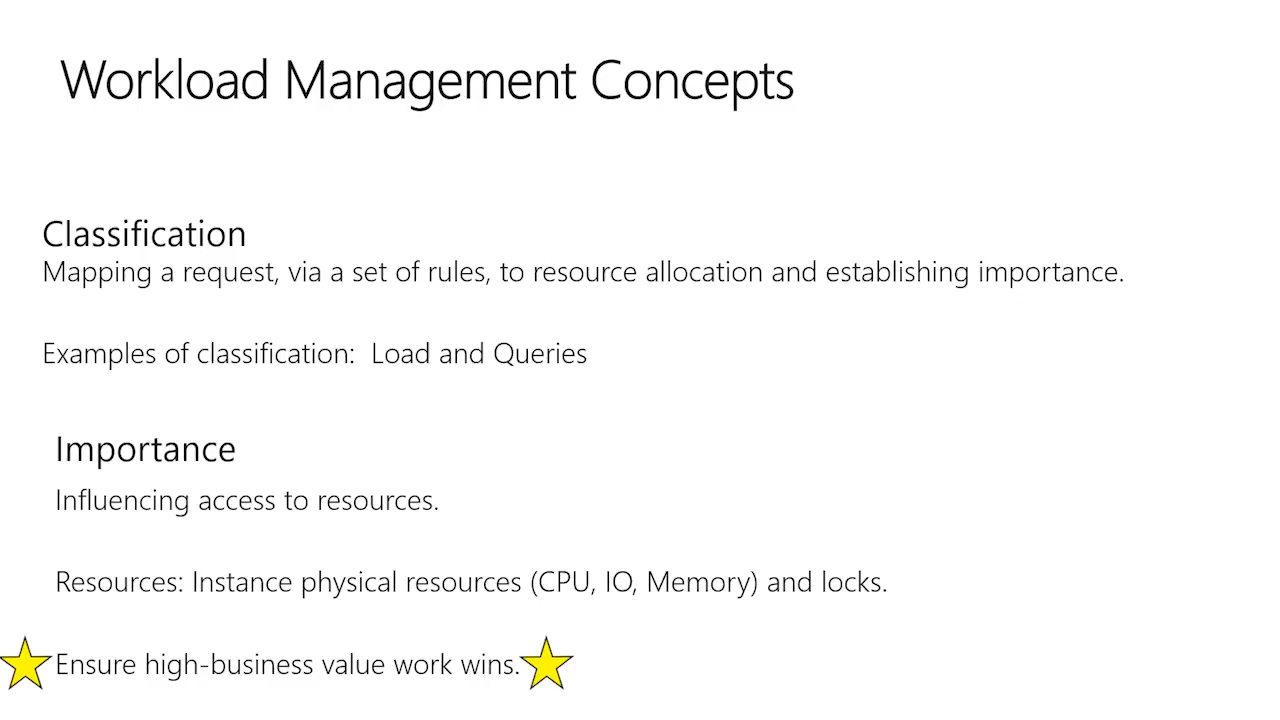 Workload Management Concepts
Classification
Mapping a request, via a set of rules, to resource allocation and establishing importance.
Examples of classification:  Load and Queries
Importance
Influencing access to resources.
Resources: Instance physical resources (CPU, IO, Memory) and locks.
Ensure high-business value work wins.